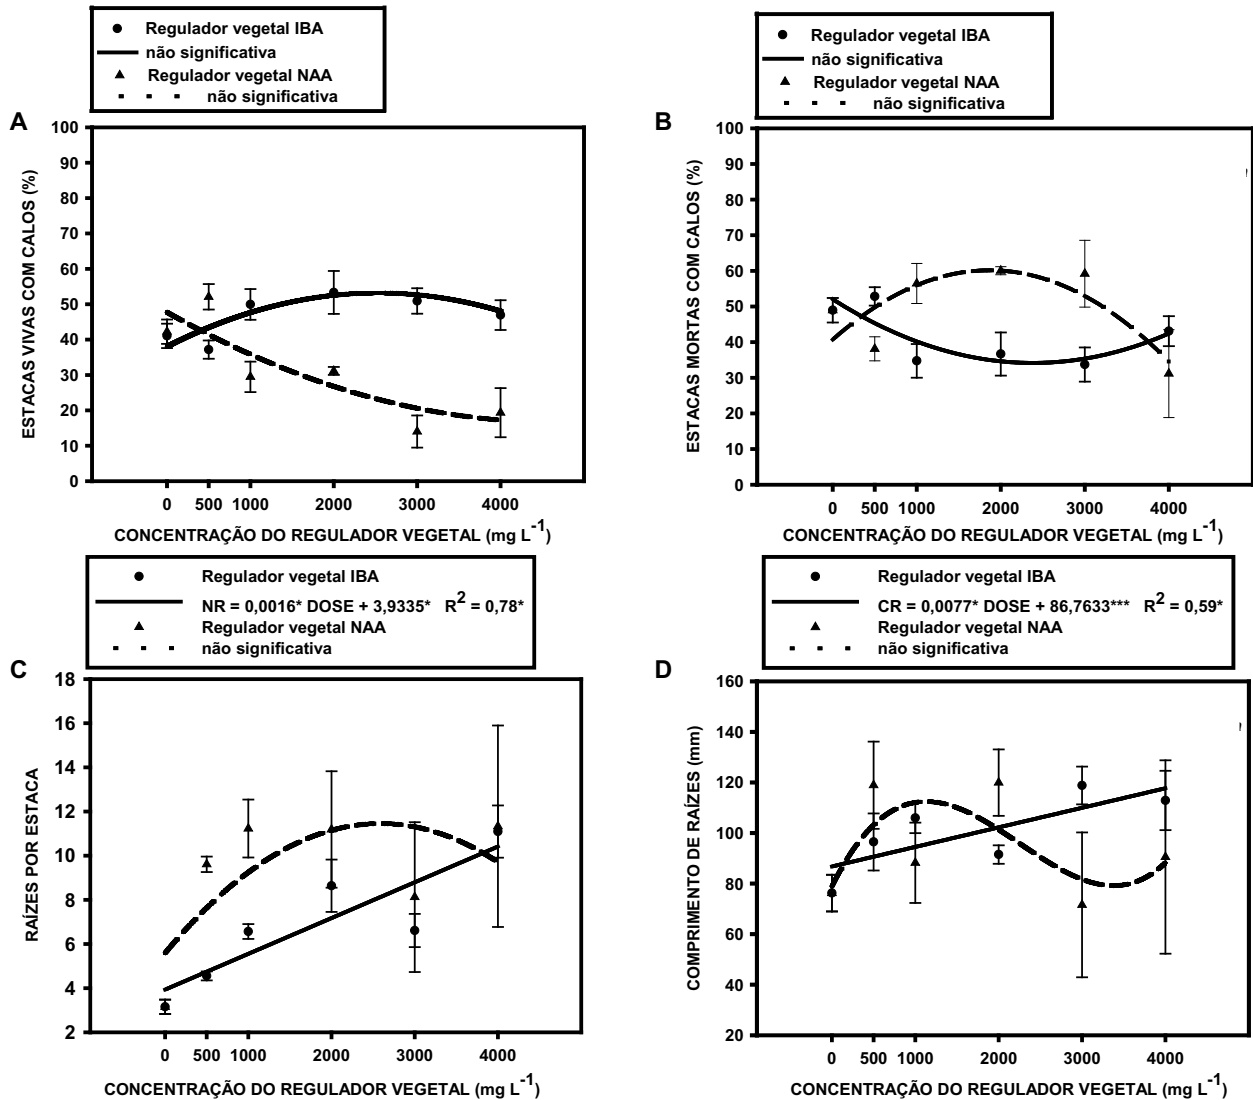 Regulador vegetal IBA
não significativa
Regulador vegetal NAA
não significativa
A
ESTACAS VIVAS COM CALOS (%)
100
90
80
70
60
50
40
30
20
10
0
0 500 1000 2000 3000 4000
CONCENTRAÇÃO DO REGULADOR VEGETAL (mg L⁻¹)
Regulador vegetal IBA
não significativa
Regulador vegetal NAA
não significativa
B
ESTACAS MORTAS COM CALOS (%)
100
90
80
70
60
50
40
30
20
10
0
0 500 1000 2000 3000 4000
CONCENTRAÇÃO DO REGULADOR VEGETAL (mg L⁻¹)
Regulador vegetal IBA
NR = 0,0016* DOSE + 3,9335* R² = 0,78*
Regulador vegetal NAA
não significativa
C
RAÍZES POR ESTACA
18
16
14
12
10
8
6
4
2
0 500 1000 2000 3000 4000
CONCENTRAÇÃO DO REGULADOR VEGETAL (mg L⁻¹)
Regulador vegetal IBA
CR = 0,0077* DOSE + 86,7633*** R² = 0,59*
Regulador vegetal NAA
não significativa
D
COMPRIMENTO DE RAÍZES (mm)
160
140
120
100
80
60
40
20
0 500 1000 2000 3000 4000
CONCENTRAÇÃO DO REGULADOR VEGETAL (mg L⁻¹)